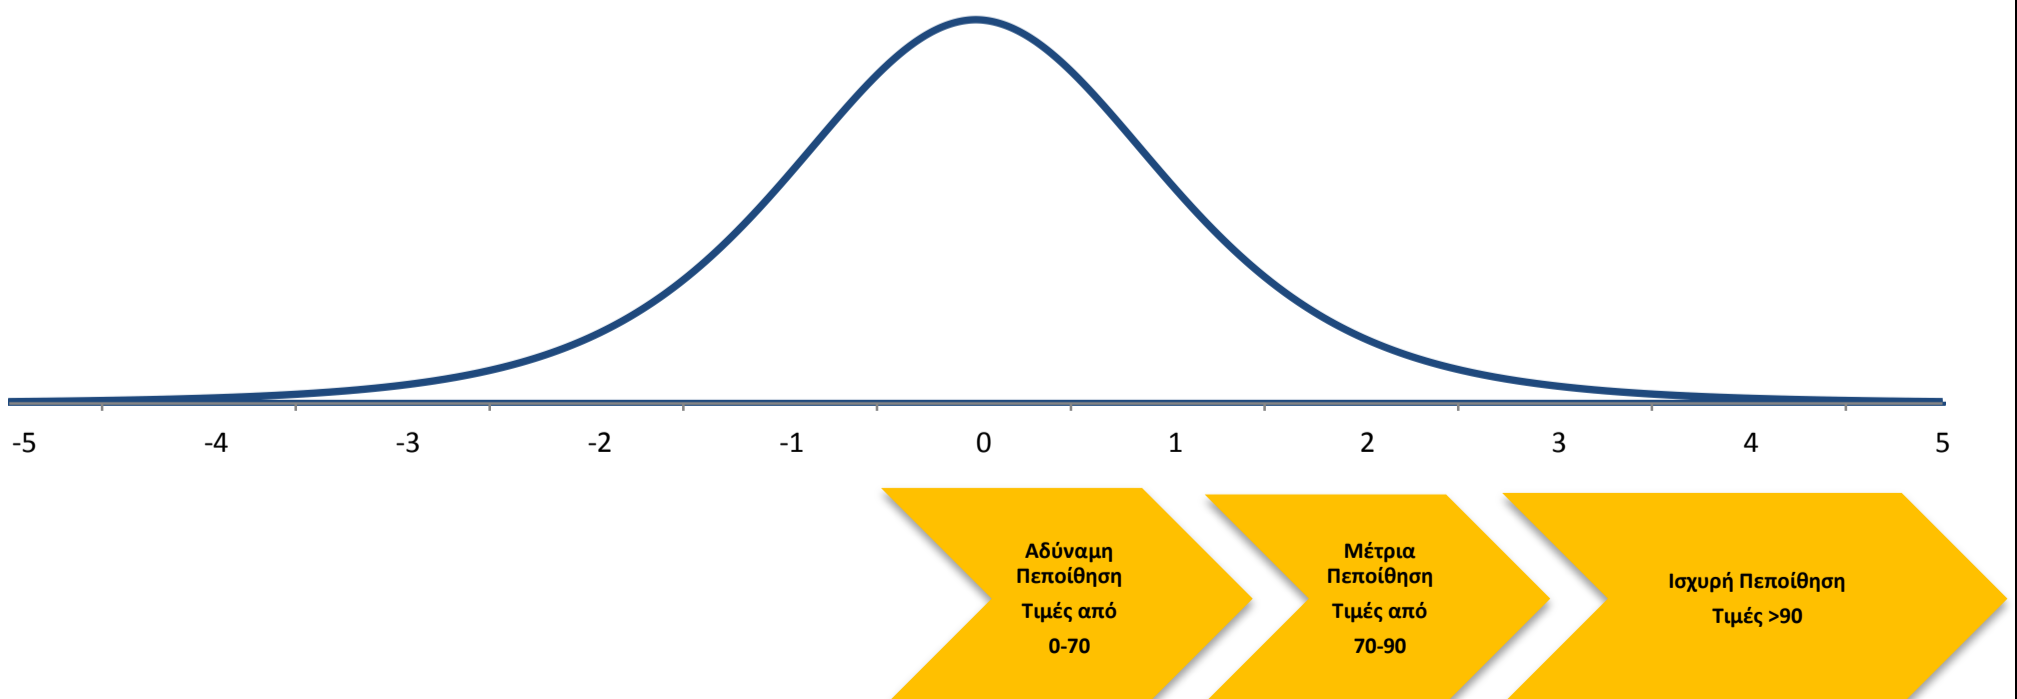 -5 -4 -3 -2 -1 0 1 2 3 4 5
Αδύναμη
Πεποίθηση
Τιμές από
0-70
Μέτρια
Πεποίθηση
Τιμές από
70-90
Ισχυρή Πεποίθηση
Τιμές >90